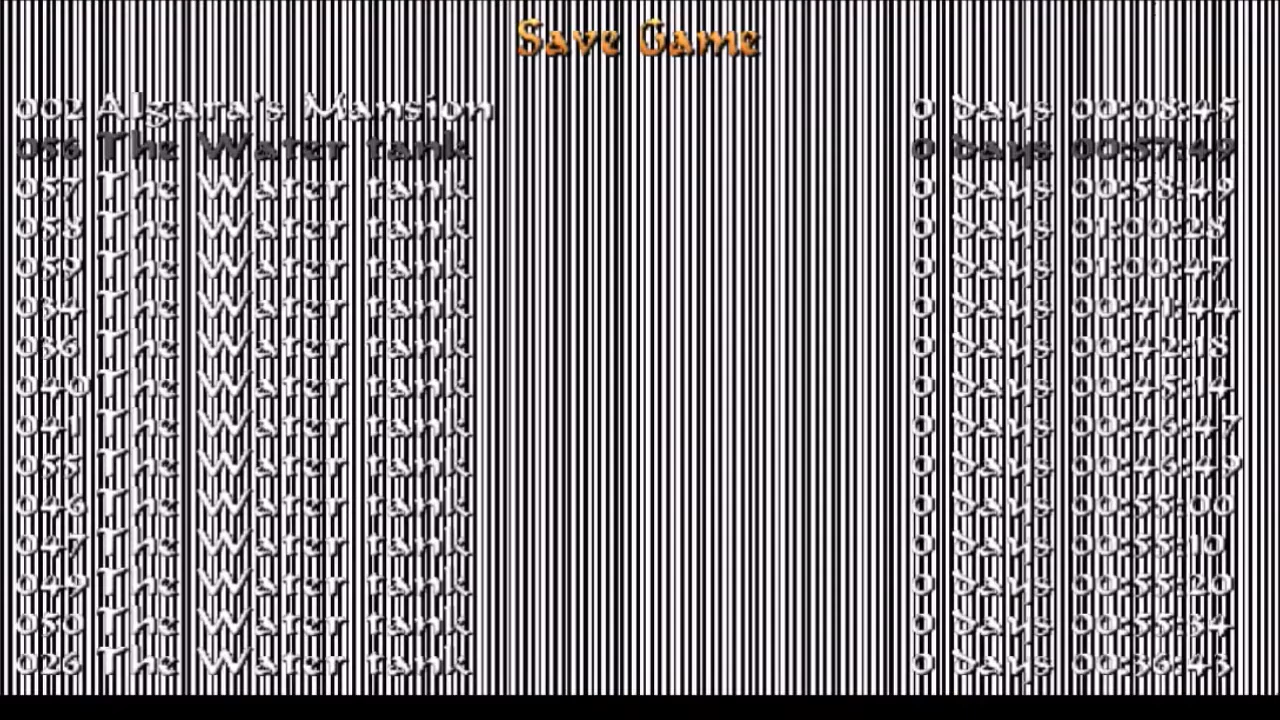 Save Game
002 Algara's Mansion 0 days 00:08:45
056 The Water tank 0 days 00:57:49
057 The Water tank 0 days 00:58:49
058 The Water tank 0 days 01:00:28
059 The Water tank 0 days 01:00:47
034 The Water tank 0 days 00:41:44
036 The Water tank 0 days 00:42:18
040 The Water tank 0 days 00:45:14
041 The Water tank 0 days 00:46:47
055 The Water tank 0 days 00:46:49
046 The Water tank 0 days 00:55:00
047 The Water tank 0 days 00:55:10
049 The Water tank 0 days 00:55:20
050 The Water tank 0 days 00:55:34
026 The Water tank 0 days 00:36:43